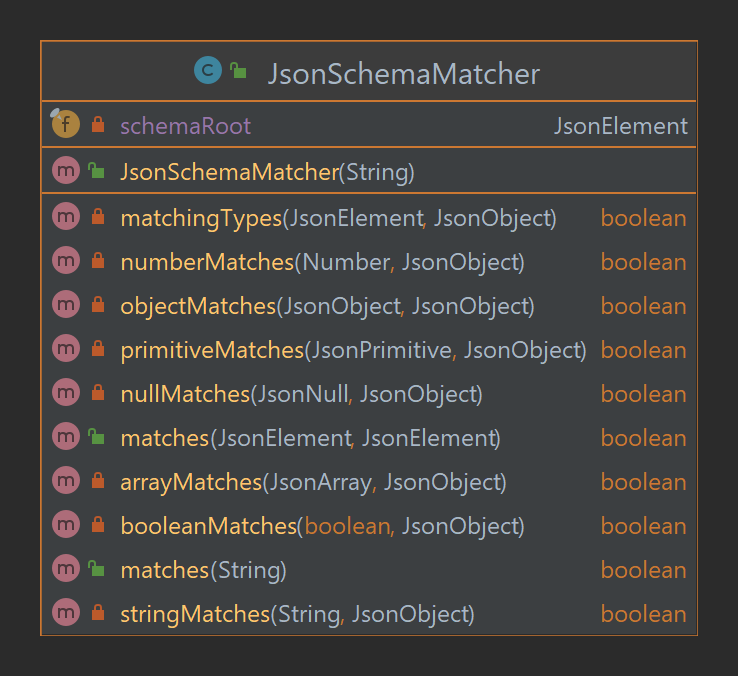 C JsonSchemaMatcher
f schemaRoot JsonElement
m JsonSchemaMatcher(String)
m matchingTypes(JsonElement, JsonObject) boolean
m numberMatches(Number, JsonObject) boolean
m objectMatches(JsonObject, JsonObject) boolean
m primitiveMatches(JsonPrimitive, JsonObject) boolean
m nullMatches(JsonNull, JsonObject) boolean
m matches(JsonElement, JsonElement) boolean
m arrayMatches(JsonArray, JsonObject) boolean
m booleanMatches(boolean, JsonObject) boolean
m matches(String) boolean
m stringMatches(String, JsonObject) boolean